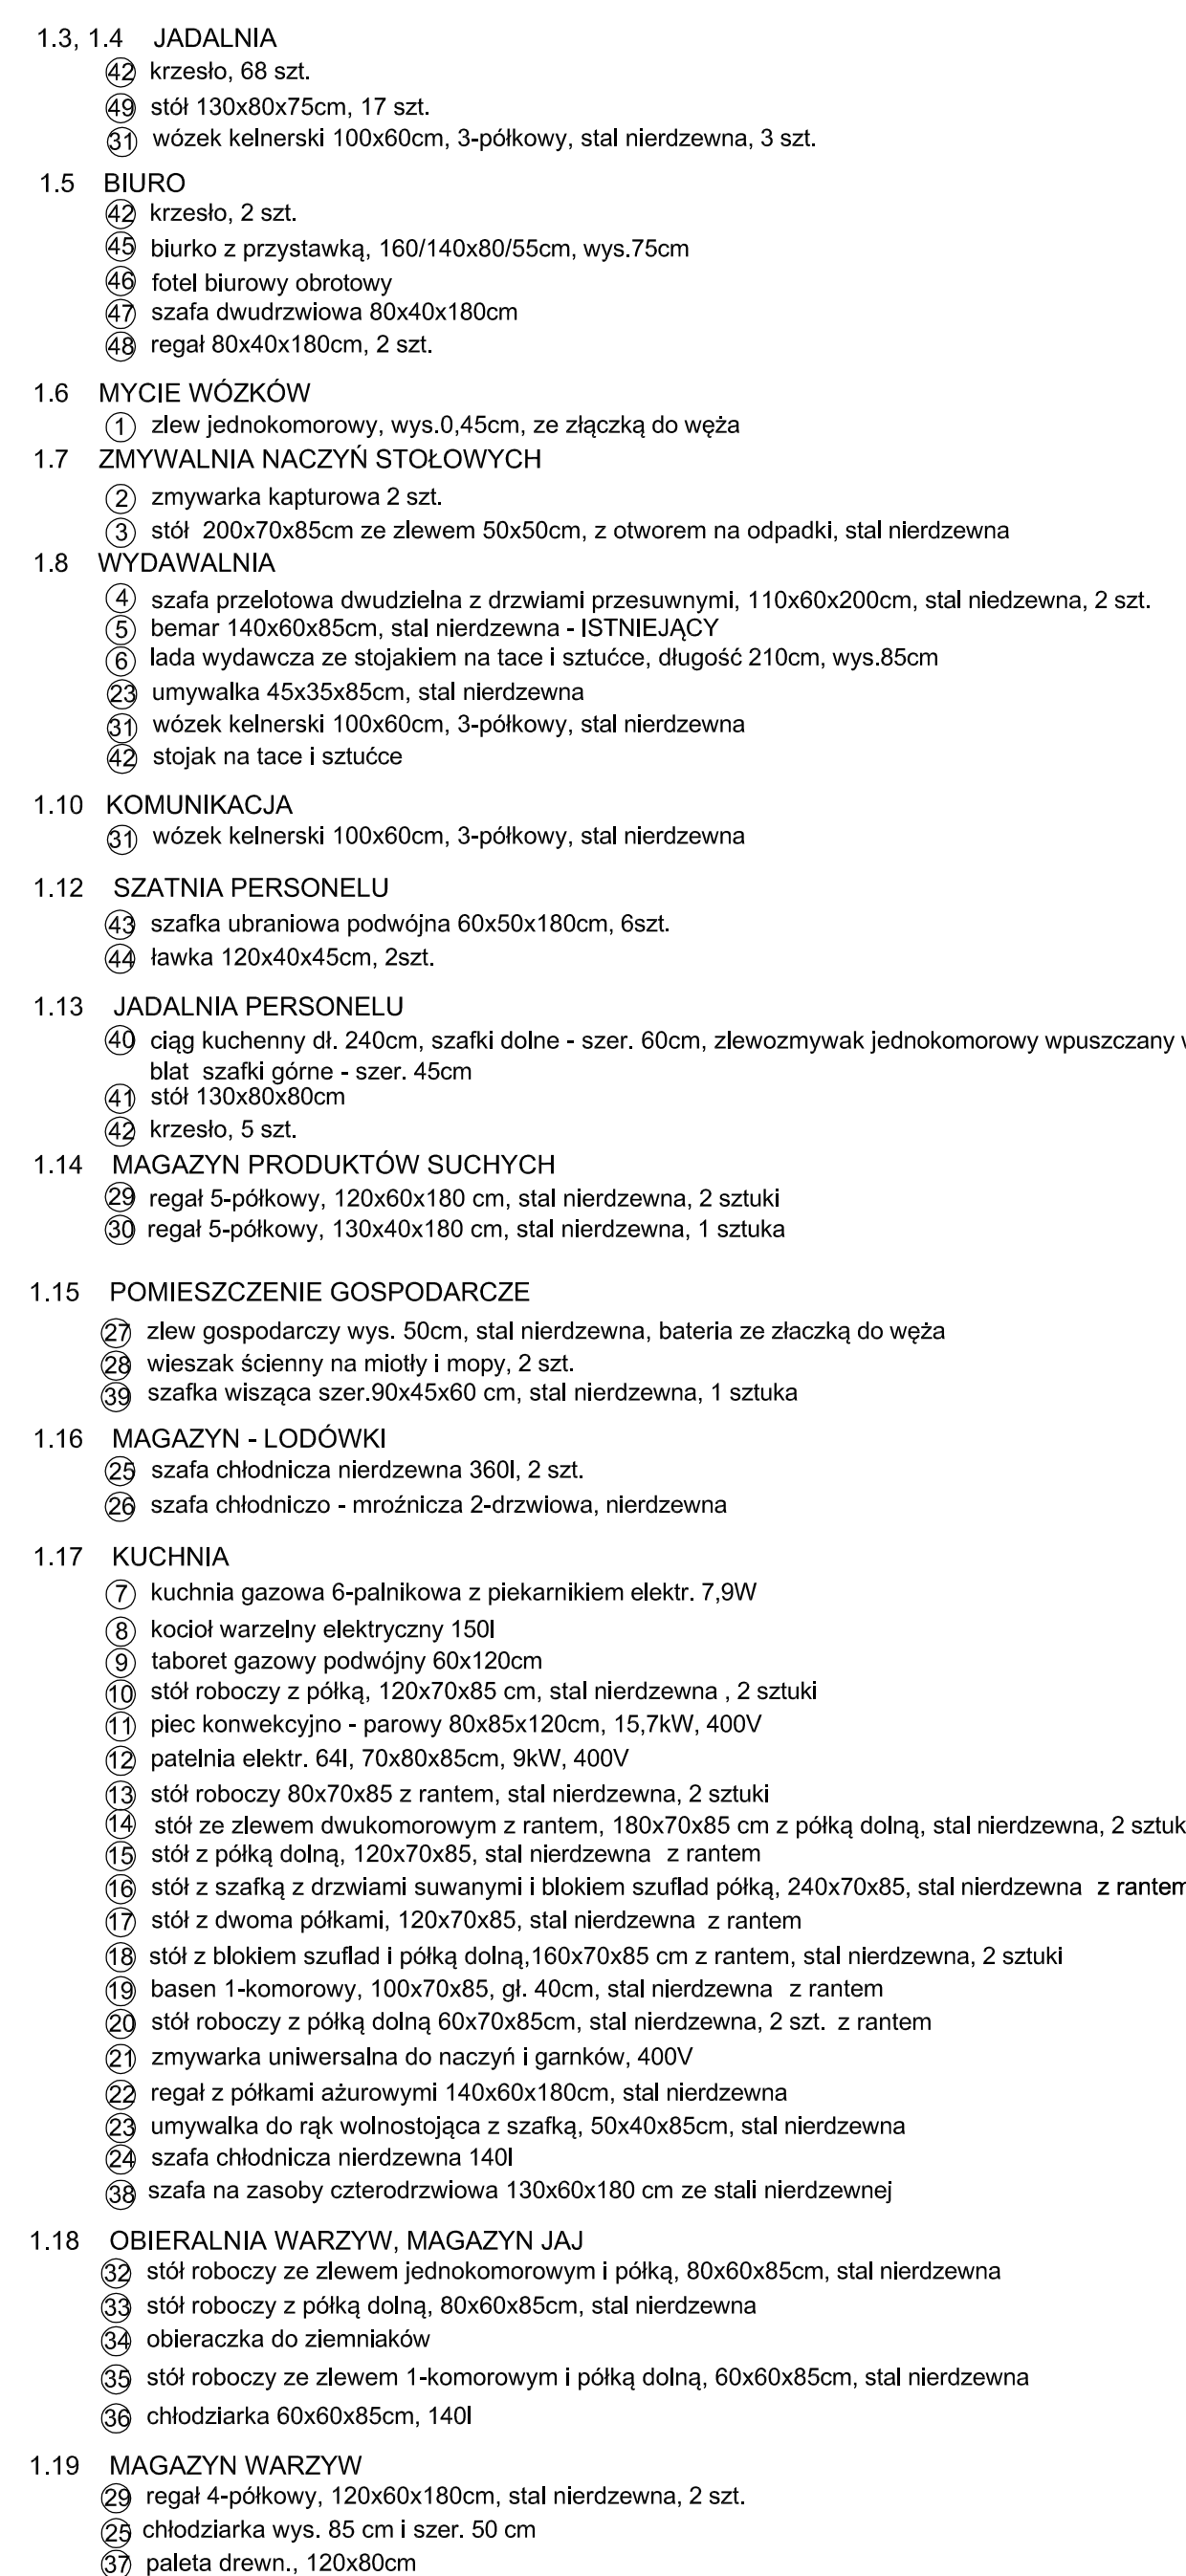 1.3, 1.4 JADALNIA
42 krzesło, 68 szt.
49 stół 130x80x75cm, 17 szt.
31 wózek kelnerski 100x60cm, 3-półkowy, stal nierdzewna, 3 szt.
1.5 BIURO
42 krzesło, 2 szt.
45 biurko z przystawką, 160/140x80/55cm, wys.75cm
46 fotel biurowy obrotowy
47 szafa dwudrzwiowa 80x40x180cm
48 regał 80x40x180cm, 2 szt.
1.6 MYCIE WÓZKÓW
1 zlew jednokomorowy, wys.0,45cm, ze złączką do węża
1.7 ZMYWALNIA NACZYŃ STOŁOWYCH
2 zmywarka kapturowa 2 szt.
3 stół 200x70x85cm ze zlewem 50x50cm, z otworem na odpadki, stal nierdzewna
1.8 WYDAWALNIA
4 szafa przelotowa dwudzielna z drzwiami przesuwnymi, 110x60x200cm, stal niedzewna, 2 szt.
5 bemar 140x60x85cm, stal nierdzewna - ISTNIEJĄCY
6 lada wydawcza ze stojakiem na tace i sztućce, długość 210cm, wys.85cm
23 umywalka 45x35x85cm, stal nierdzewna
31 wózek kelnerski 100x60cm, 3-półkowy, stal nierdzewna
42 stojak na tace i sztućce
1.10 KOMUNIKACJA
31 wózek kelnerski 100x60cm, 3-półkowy, stal nierdzewna
1.12 SZATNIA PERSONELU
43 szafka ubraniowa podwójna 60x50x180cm, 6szt.
44 ławka 120x40x45cm, 2szt.
1.13 JADALNIA PERSONELU
40 ciąg kuchenny dł. 240cm, szafki dolne - szer. 60cm, zlewozmywak jednokomorowy wpuszczany
blat szafki górne - szer. 45cm
41 stół 130x80x80cm
42 krzesło, 5 szt.
1.14 MAGAZYN PRODUKTÓW SUCHYCH
29 regał 5-półkowy, 120x60x180 cm, stal nierdzewna, 2 sztuki
30 regał 5-półkowy, 130x40x180 cm, stal nierdzewna, 1 sztuka
1.15 POMIESZCZENIE GOSPODARCZE
27 zlew gospodarczy wys. 50cm, stal nierdzewna, bateria ze złaczką do węża
28 wieszak ścienny na miotły i mopy, 2 szt.
39 szafka wisząca szer.90x45x60 cm, stal nierdzewna, 1 sztuka
1.16 MAGAZYN - LODÓWKI
25 szafa chłodnicza nierdzewna 360l, 2 szt.
26 szafa chłodniczo - mroźnicza 2-drzwiowa, nierdzewna
1.17 KUCHNIA
7 kuchnia gazowa 6-palnikowa z piekarnikiem elektr. 7,9W
8 kocioł warzelny elektryczny 150l
9 taboret gazowy podwójny 60x120cm
10 stół roboczy z półką, 120x70x85 cm, stal nierdzewna , 2 sztuki
11 piec konwekcyjno - parowy 80x85x120cm, 15,7kW, 400V
12 patelnia elektr. 64l, 70x80x85cm, 9kW, 400V
13 stół roboczy 80x70x85 z rantem, stal nierdzewna, 2 sztuki
14 stół ze zlewem dwukomorowym z rantem, 180x70x85 cm z półką dolną, stal nierdzewna, 2 sztuk
15 stół z półką dolną, 120x70x85, stal nierdzewna z rantem
16 stół z szafką z drzwiami suwanymi i blokiem szuflad półką, 240x70x85, stal nierdzewna z rantem
17 stół z dwoma półkami, 120x70x85, stal nierdzewna z rantem
18 stół z blokiem szuflad i półką dolną,160x70x85 cm z rantem, stal nierdzewna, 2 sztuki
19 basen 1-komorowy, 100x70x85, gł. 40cm, stal nierdzewna z rantem
20 stół roboczy z półką dolną 60x70x85cm, stal nierdzewna, 2 szt. z rantem
21 zmywarka uniwersalna do naczyń i garnków, 400V
22 regał z półkami ażurowymi 140x60x180cm, stal nierdzewna
23 umywalka do rąk wolnostojąca z szafką, 50x40x85cm, stal nierdzewna
24 szafa chłodnicza nierdzewna 140l
38 szafa na zasoby czterodrzwiowa 130x60x180 cm ze stali nierdzewnej
1.18 OBIERALNIA WARZYW, MAGAZYN JAJ
32 stół roboczy ze zlewem jednokomorowym i półką, 80x60x85cm, stal nierdzewna
33 stół roboczy z półką dolną, 80x60x85cm, stal nierdzewna
34 obieraczka do ziemniaków
35 stół roboczy ze zlewem 1-komorowym i półką dolną, 60x60x85cm, stal nierdzewna
36 chłodziarka 60x60x85cm, 140l
1.19 MAGAZYN WARZYW
29 regał 4-półkowy, 120x60x180cm, stal nierdzewna, 2 szt.
25 chłodziarka wys. 85 cm i szer. 50 cm
37 paleta drewn., 120x80cm